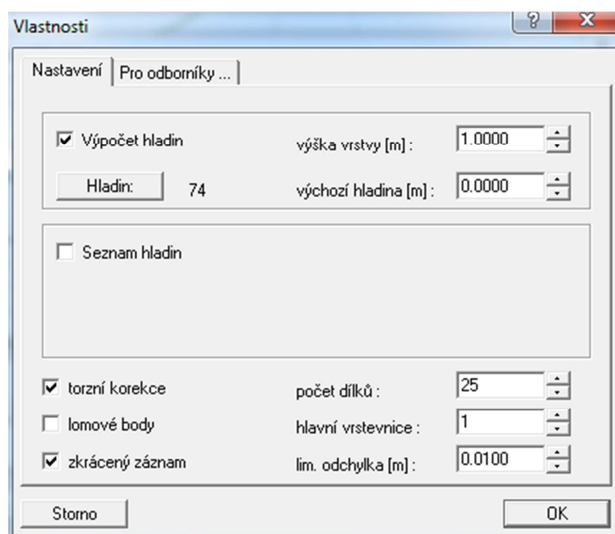 Vlastnosti
Nastavení
Pro odborníky ...
Výpočet hladin
výška vrstvy [m] :
1.0000
Hladin:
74
výchozí hladina [m] :
0.0000
Seznam hladin
torzní korekce
počet dílků :
25
lomové body
hlavní vrstevnice :
1
zkrácený záznam
lim. odchylka [m] :
0.0100
Storno
OK